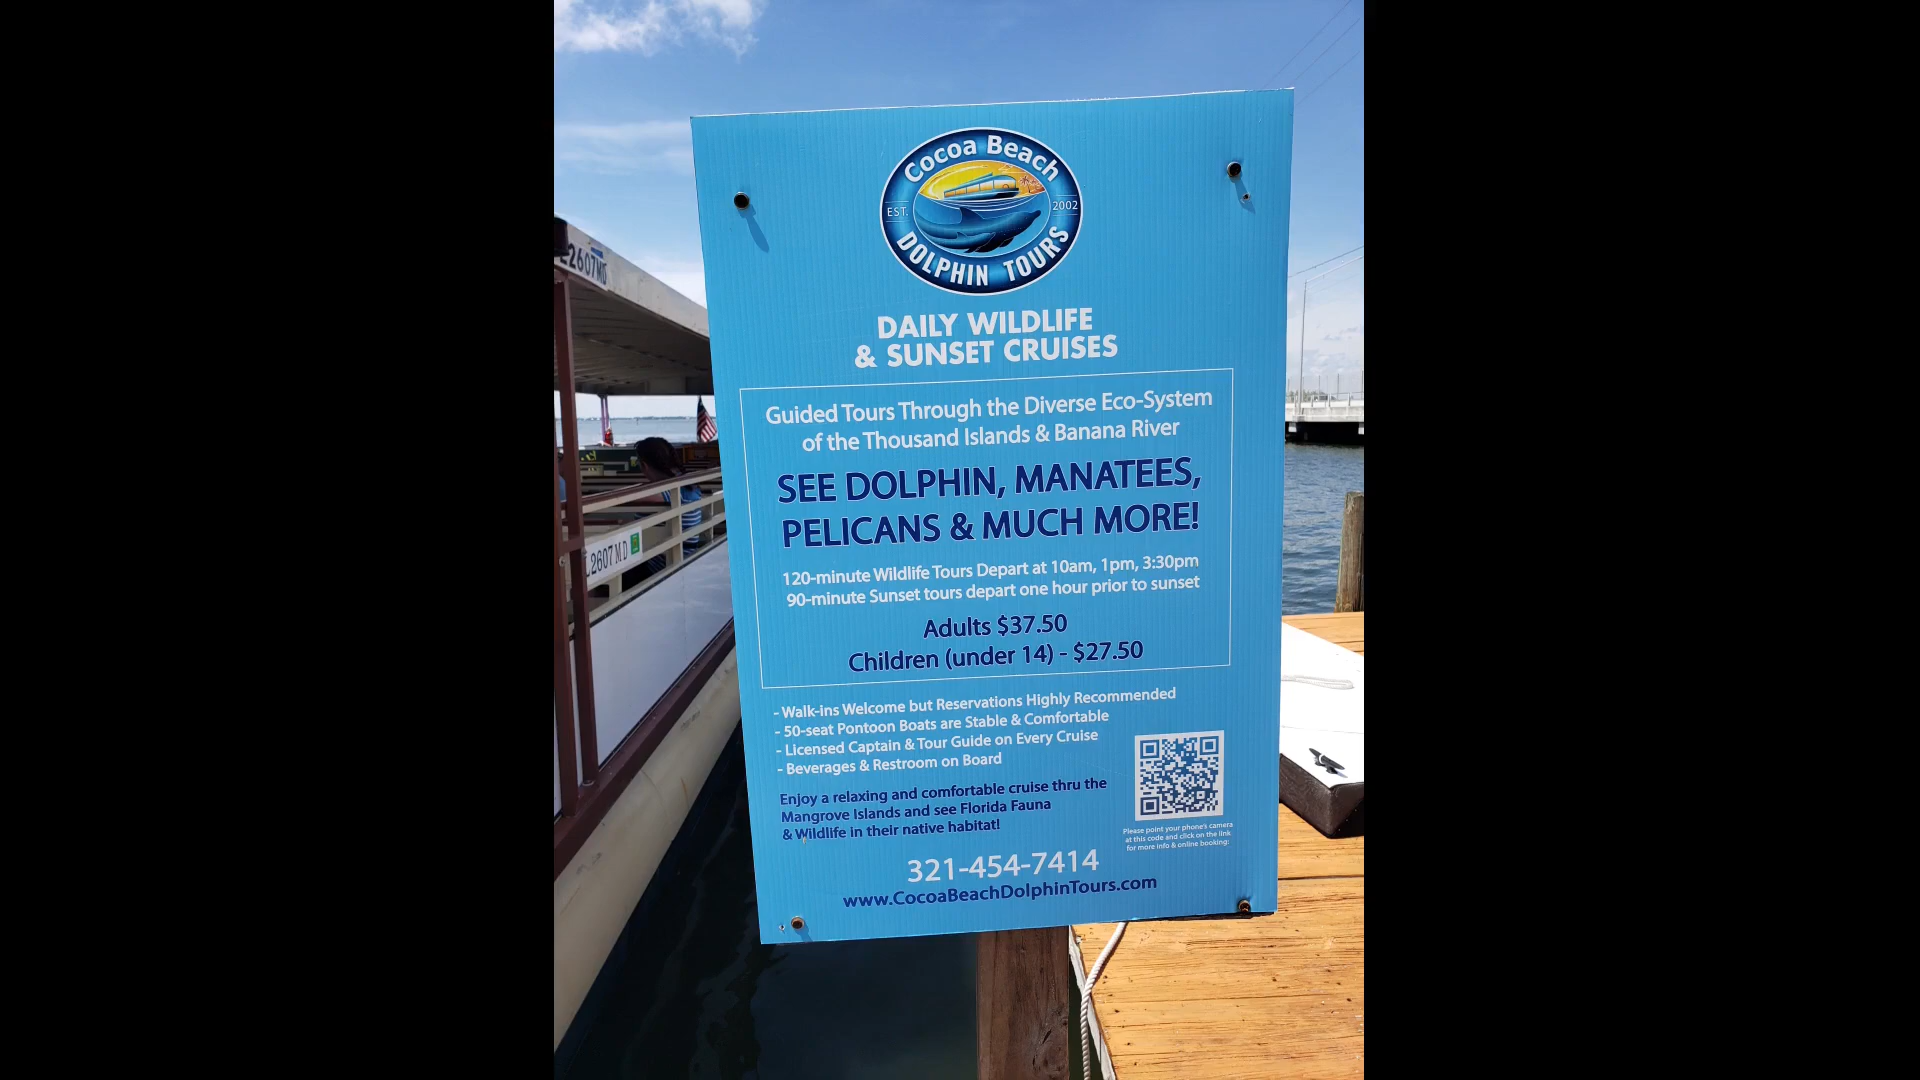 Cocoa Beach
EST. 2002
DOLPHIN TOURS
DAILY WILDLIFE
& SUNSET CRUISES
Guided Tours Through the Diverse Eco-System
of the Thousand Islands & Banana River
SEE DOLPHIN, MANATEES,
PELICANS & MUCH MORE!
120-minute Wildlife Tours Depart at 10am, 1pm, 3:30pm
90-minute Sunset tours depart one hour prior to sunset
Adults $37.50
Children (under 14) - $27.50
- Walk-ins Welcome but Reservations Highly Recommended
- 50-seat Pontoon Boats are Stable & Comfortable
- Licensed Captain & Tour Guide on Every Cruise
- Beverages & Restroom on Board
Enjoy a relaxing and comfortable cruise thru the
Mangrove Islands and see Florida Fauna
& Wildlife in their native habitat!
Please point your phone's camera
at this code and click on the link
for more info & online booking:
321-454-7414
www.CocoaBeachDolphinTours.com
2607MD
2607 MD